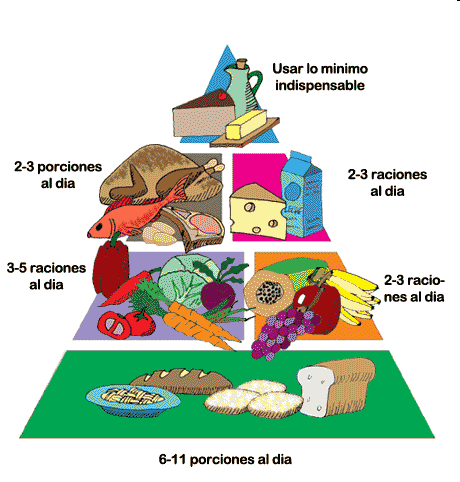 Usar lo minimo
indispensable
2-3 porciones
al dia
2-3 raciones
al dia
3-5 raciones
al dia
2-3 racio-
nes al dia
6-11 porciones al dia